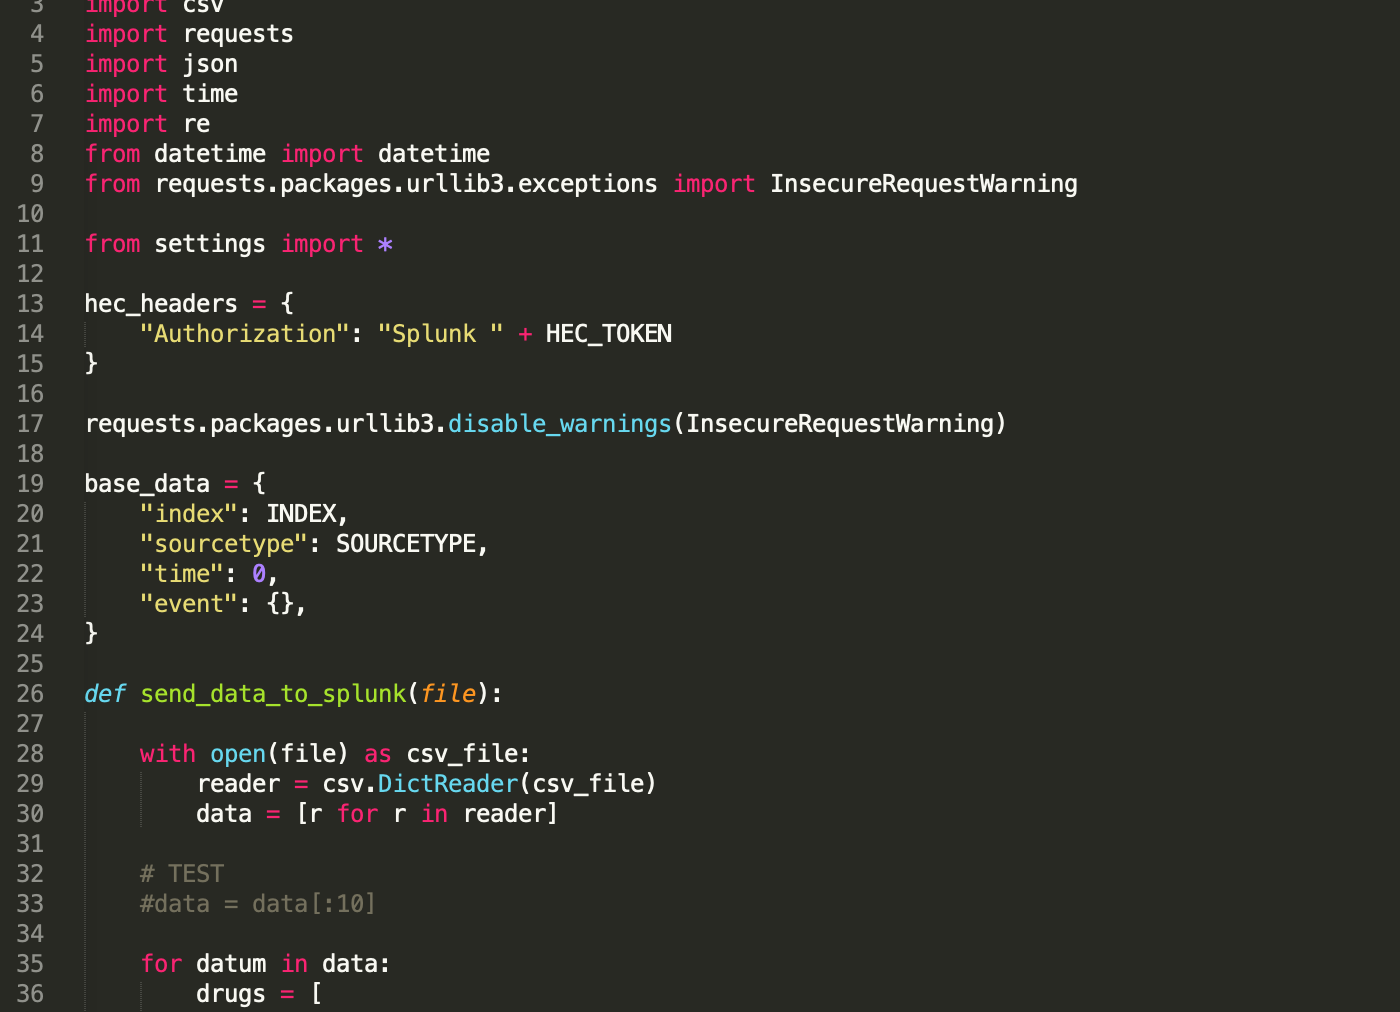 3 import csv
4 import requests
5 import json
6 import time
7 import re
8 from datetime import datetime
9 from requests.packages.urllib3.exceptions import InsecureRequestWarning
10
11 from settings import *
12
13 hec_headers = {
14     "Authorization": "Splunk " + HEC_TOKEN
15 }
16
17 requests.packages.urllib3.disable_warnings(InsecureRequestWarning)
18
19 base_data = {
20     "index": INDEX,
21     "sourcetype": SOURCETYPE,
22     "time": 0,
23     "event": {},
24 }
25
26 def send_data_to_splunk(file):
27
28     with open(file) as csv_file:
29         reader = csv.DictReader(csv_file)
30         data = [r for r in reader]
31
32     # TEST
33     #data = data[:10]
34
35     for datum in data:
36         drugs = [